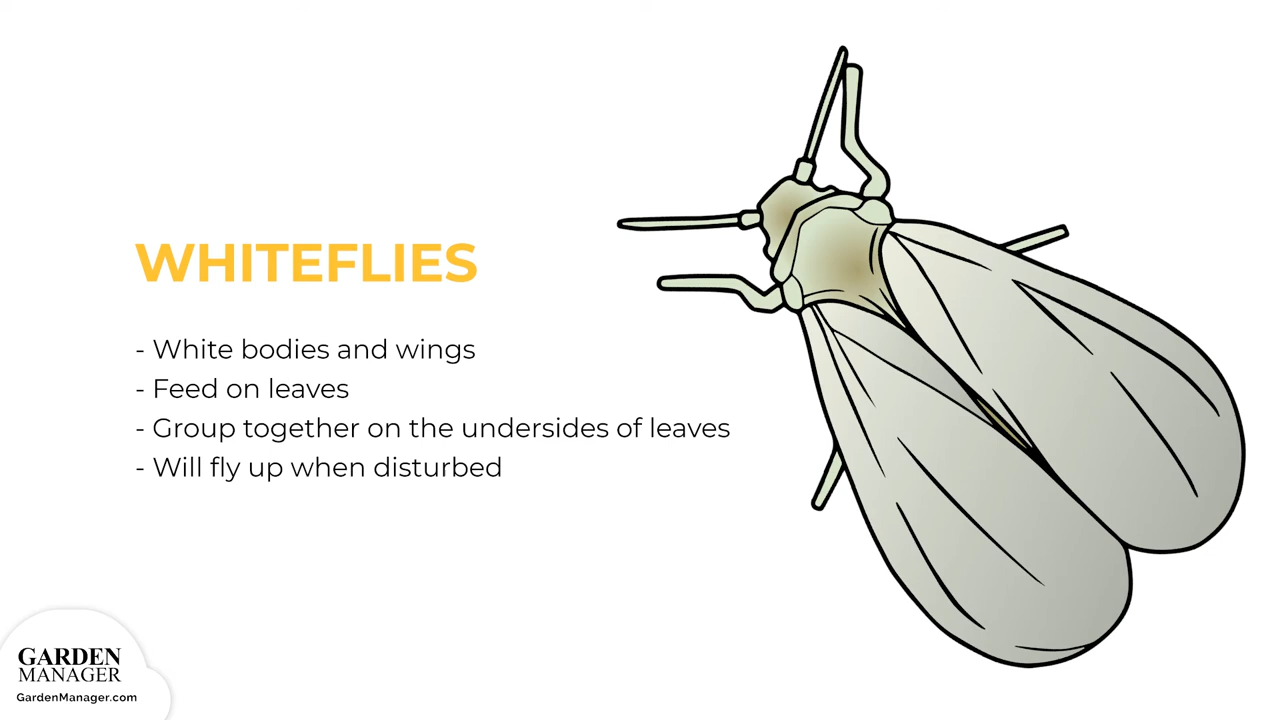 WHITEFLIES
- White bodies and wings
- Feed on leaves
- Group together on the undersides of leaves
- Will fly up when disturbed
GARDEN
MANAGER
GardenManager.com